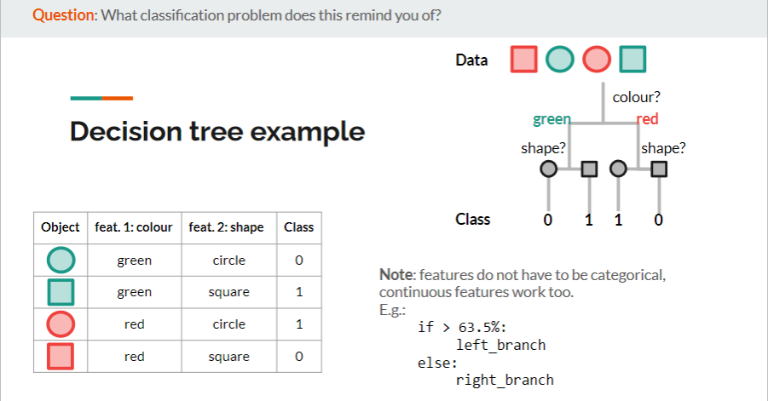 Question: What classification problem does this remind you of?
Decision tree example
Object feat. 1: colour feat. 2: shape Class
green circle 0
green square 1
red circle 1
red square 0
Data
colour?
green red
shape? shape?
Class 0 1 1 0
Note: features do not have to be categorical,
continuous features work too.
E.g.:
if > 63.5%:
left_branch
else:
right_branch